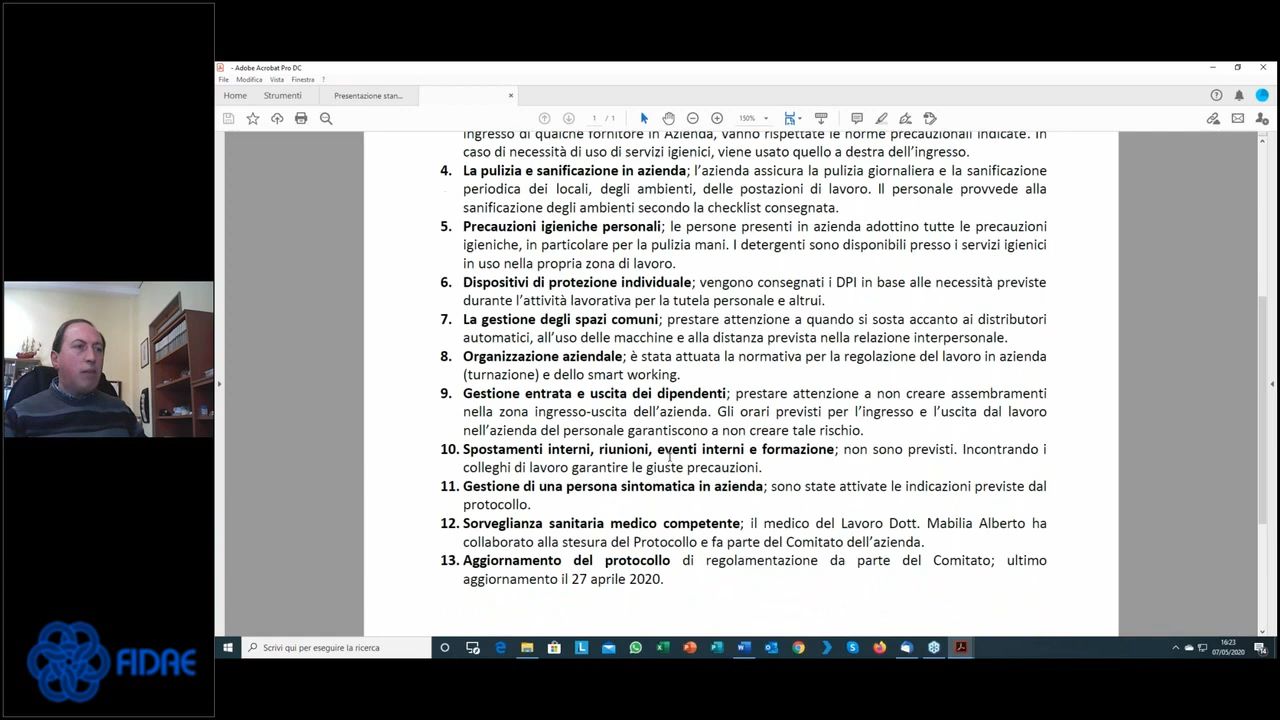 - Adobe Acrobat Pro DC
File Modifica Vista Finestra ?
Home Strumenti Presentazione stan... ×
1 / 1 150%
ingresso di qualche fornitore in Azienda, vanno rispettate le norme precauzionali indicate. In
caso di necessità di uso di servizi igienici, viene usato quello a destra dell'ingresso.
4. La pulizia e sanificazione in azienda; l'azienda assicura la pulizia giornaliera e la sanificazione
periodica dei locali, degli ambienti, delle postazioni di lavoro. Il personale provvede alla
sanificazione degli ambienti secondo la checklist consegnata.
5. Precauzioni igieniche personali; le persone presenti in azienda adottino tutte le precauzioni
igieniche, in particolare per la pulizia mani. I detergenti sono disponibili presso i servizi igienici
in uso nella propria zona di lavoro.
6. Dispositivi di protezione individuale; vengono consegnati i DPI in base alle necessità previste
durante l'attività lavorativa per la tutela personale e altrui.
7. La gestione degli spazi comuni; prestare attenzione a quando si sosta accanto ai distributori
automatici, all'uso delle macchine e alla distanza prevista nella relazione interpersonale.
8. Organizzazione aziendale; è stata attuata la normativa per la regolazione del lavoro in azienda
(turnazione) e dello smart working.
9. Gestione entrata e uscita dei dipendenti; prestare attenzione a non creare assembramenti
nella zona ingresso-uscita dell'azienda. Gli orari previsti per l'ingresso e l'uscita dal lavoro
nell'azienda del personale garantiscono a non creare tale rischio.
10. Spostamenti interni, riunioni, eventi interni e formazione; non sono previsti. Incontrando i
colleghi di lavoro garantire le giuste precauzioni.
11. Gestione di una persona sintomatica in azienda; sono state attivate le indicazioni previste dal
protocollo.
12. Sorveglianza sanitaria medico competente; il medico del Lavoro Dott. Mabilia Alberto ha
collaborato alla stesura del Protocollo e fa parte del Comitato dell'azienda.
13. Aggiornamento del protocollo di regolamentazione da parte del Comitato; ultimo
aggiornamento il 27 aprile 2020.
Scrivi qui per eseguire la ricerca
16:23
07/05/2020
FIDAE